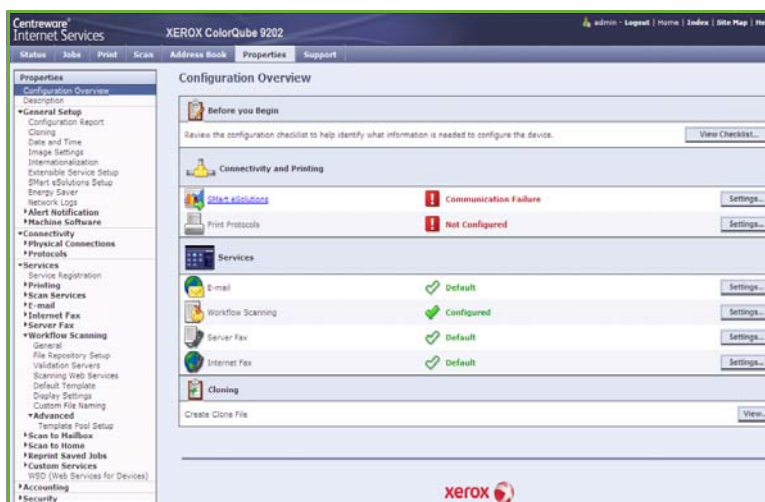 Centreware®
Internet Services
XEROX ColorQube 9202
admin - Logout | Home | Index | Site Map | He
Status Jobs Print Scan Address Book Properties Support
Properties
Configuration Overview
Description
General Setup
Configuration Report
Cloning
Date and Time
Image Settings
Internationalization
Extensible Service Setup
SMart eSolutions Setup
Energy Saver
Network Logs
Alert Notification
Machine Software
Connectivity
Physical Connections
Protocols
Services
Service Registration
Printing
Scan Services
E-mail
Internet Fax
Server Fax
Workflow Scanning
General
File Repository Setup
Validation Servers
Scanning Web Services
Default Template
Display Settings
Custom File Naming
Advanced
Template Pool Setup
Scan to Mailbox
Scan to Home
Reprint Saved Jobs
Custom Services
WSD (Web Services for Devices)
Accounting
Security
Configuration Overview
Before you Begin
Review the configuration checklist to help identify what information is needed to configure the device.
View Checklist...
Connectivity and Printing
SMart eSolutions Communication Failure Settings...
Print Protocols Not Configured Settings...
Services
E-mail Default Settings...
Workflow Scanning Configured Settings...
Server Fax Default Settings...
Internet Fax Default Settings...
Cloning
Create Clone File View...
xerox